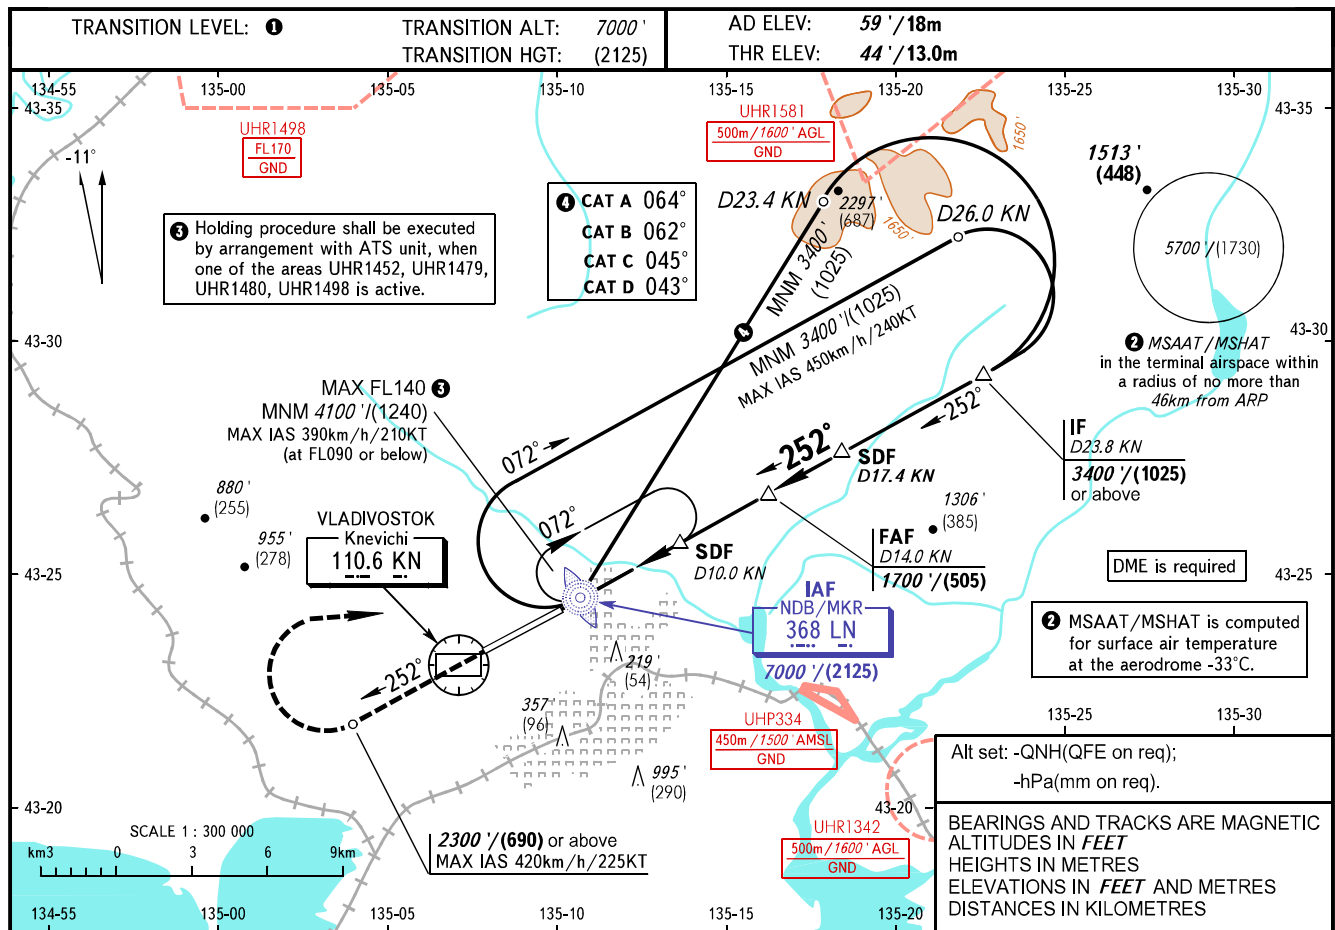 TRANSITION LEVEL: ❶
TRANSITION ALT: 7000'
TRANSITION HGT: (2125)
AD ELEV: 59'/18m
THR ELEV: 44'/13.0m
134-55
135-00
135-05
135-10
135-15
135-20
135-25
135-30
43-35
43-35
UHR1498
FL170
GND
UHR1581
500m/1600' AGL
GND
1650'
1513'
(448)
-11°
❹ CAT A 064°
CAT B 062°
CAT C 045°
CAT D 043°
D23.4 KN
2297'
(687)
1650'
D26.0 KN
5700'/(1730)
❸ Holding procedure shall be executed
by arrangement with ATS unit, when
one of the areas UHR1452, UHR1479,
UHR1480, UHR1498 is active.
MNM 3400'
(1025)
❹
43-30
43-30
MNM 3400'/(1025)
MAX IAS 450km/h/240KT
❷ MSAAT/MSHAT
in the terminal airspace within
a radius of no more than
46km from ARP
MAX FL140 ❸
MNM 4100'/(1240)
MAX IAS 390km/h/210KT
(at FL090 or below)
252°
252°
072°
IF
D23.8 KN
3400'/(1025)
or above
SDF
D17.4 KN
880'
(255)
955'
(278)
VLADIVOSTOK
Knevichi
110.6 KN
072°
1306'
(385)
FAF
D14.0 KN
1700'/(505)
SDF
D10.0 KN
DME is required
43-25
43-25
IAF
NDB/MKR
368 LN
7000'/(2125)
❷ MSAAT/MSHAT is computed
for surface air temperature
at the aerodrome -33°C.
252°
219'
(54)
357
(96)
995'
(290)
UHP334
450m/1500' AMSL
GND
135-25
135-30
Alt set: -QNH(QFE on req);
-hPa(mm on req).
43-20
43-20
SCALE 1 : 300 000
km3 0 3 6 9km
2300'/(690) or above
MAX IAS 420km/h/225KT
UHR1342
500m/1600' AGL
GND
BEARINGS AND TRACKS ARE MAGNETIC
ALTITUDES IN FEET
HEIGHTS IN METRES
ELEVATIONS IN FEET AND METRES
DISTANCES IN KILOMETRES
134-55
135-00
135-05
135-10
135-15
135-20